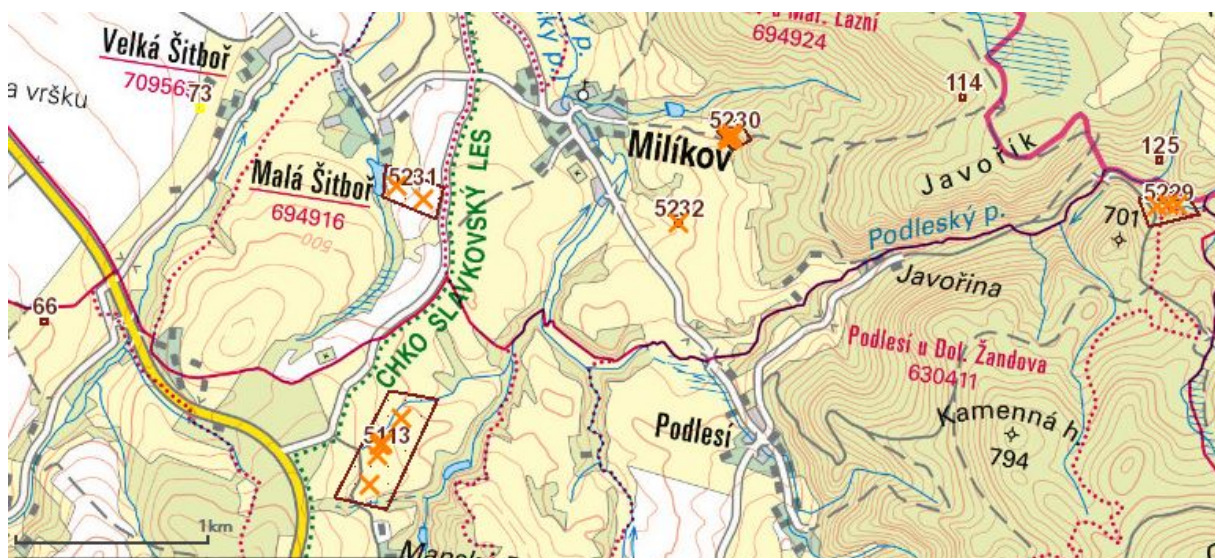 Velká Šitboř
709565
73
a vršku
u Mar. Lázní
694924
114
5230
Milíkov
Javořík
125
5229
Malá Šitboř
694916
5231
500
5232
701
Podleský p.
Javořina
66
CHKO SLAVKOVSKÝ LES
Podlesí u Dol. Žandova
630411
Kamenná h.
794
5113
Podlesí
1km